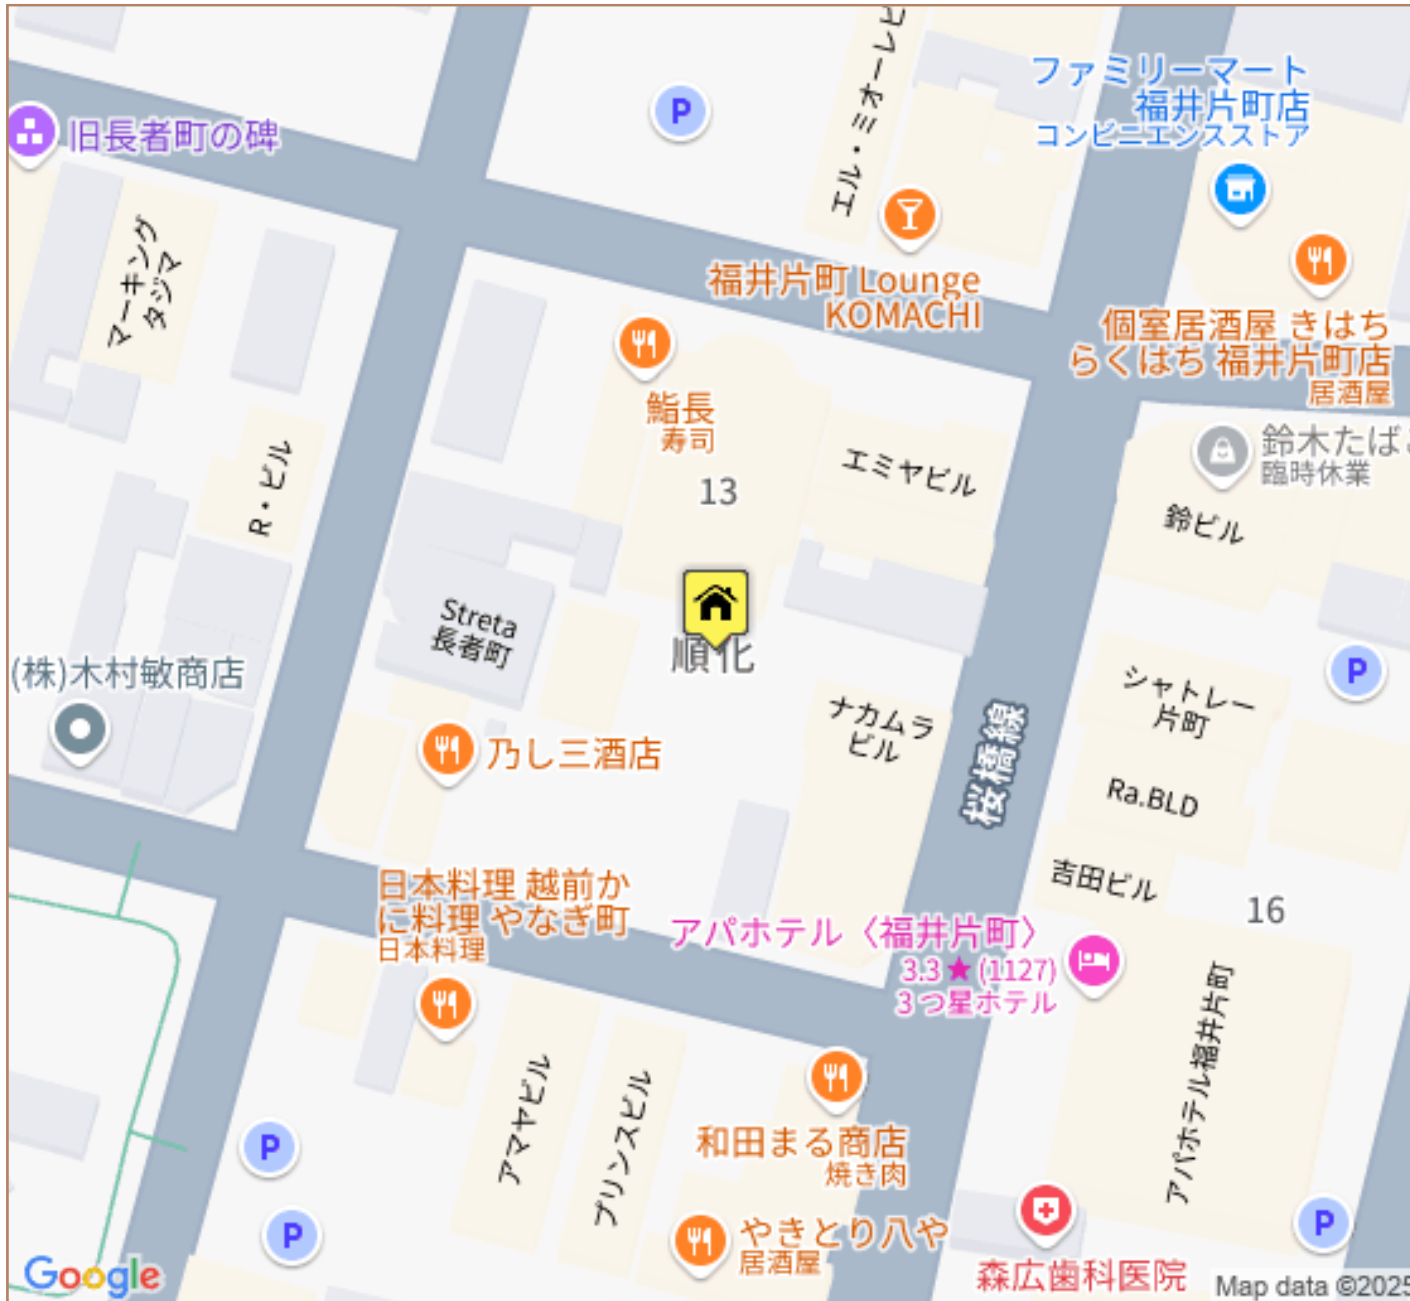 エル・ミオーレビ
P
ファミリーマート
福井片町店
コンビニエンスストア
旧長者町の碑
マーキング
タジマ
福井片町 Lounge
KOMACHI
個室居酒屋 きはち
らくはち 福井片町店
居酒屋
鮨長
寿司
鈴木たばこ
臨時休業
エミヤビル
R・ビル
13
鈴ビル
Streta
長者町
順化
(株)木村敏商店
P
シャトレー
片町
ナカムラ
ビル
乃し三酒店
桜橋線
Ra.BLD
吉田ビル
日本料理 越前か
に料理 やなぎ町
日本料理
16
アパホテル〈福井片町〉
3.3★(1127)
3つ星ホテル
アパホテル福井片町
アマヤビル
プリンスビル
和田まる商店
焼き肉
P
P
P
やきとり八や
居酒屋
森広歯科医院
Google
Map data ©2025